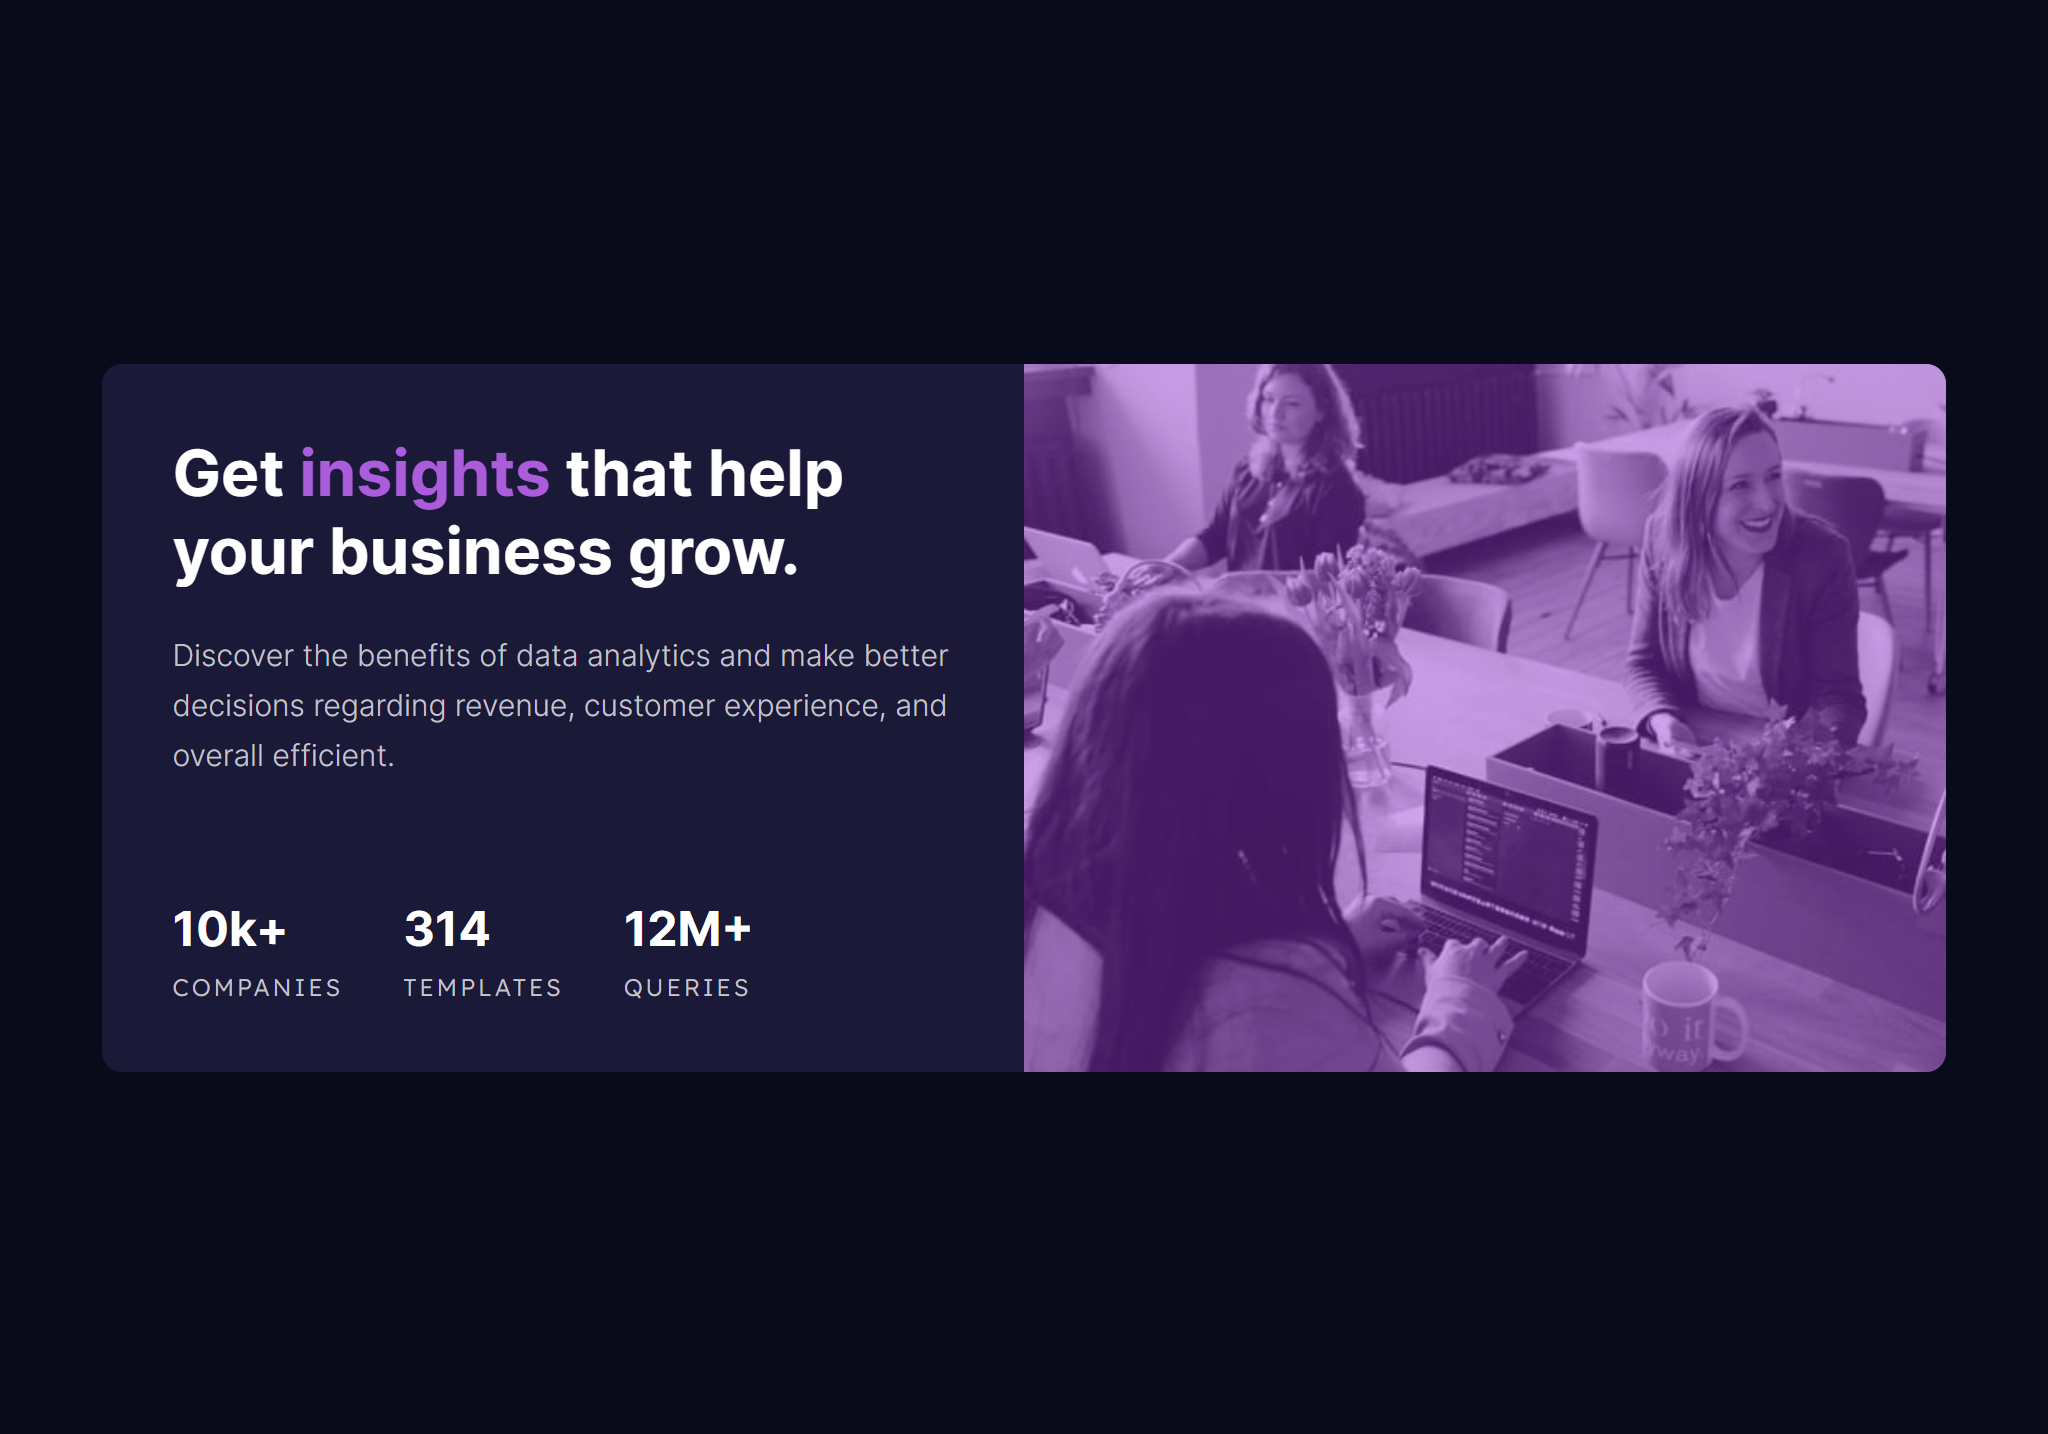 Get insights that help
your business grow.
Discover the benefits of data analytics and make better
decisions regarding revenue, customer experience, and
overall efficient.
10k+ 314 12M+
COMPANIES TEMPLATES QUERIES